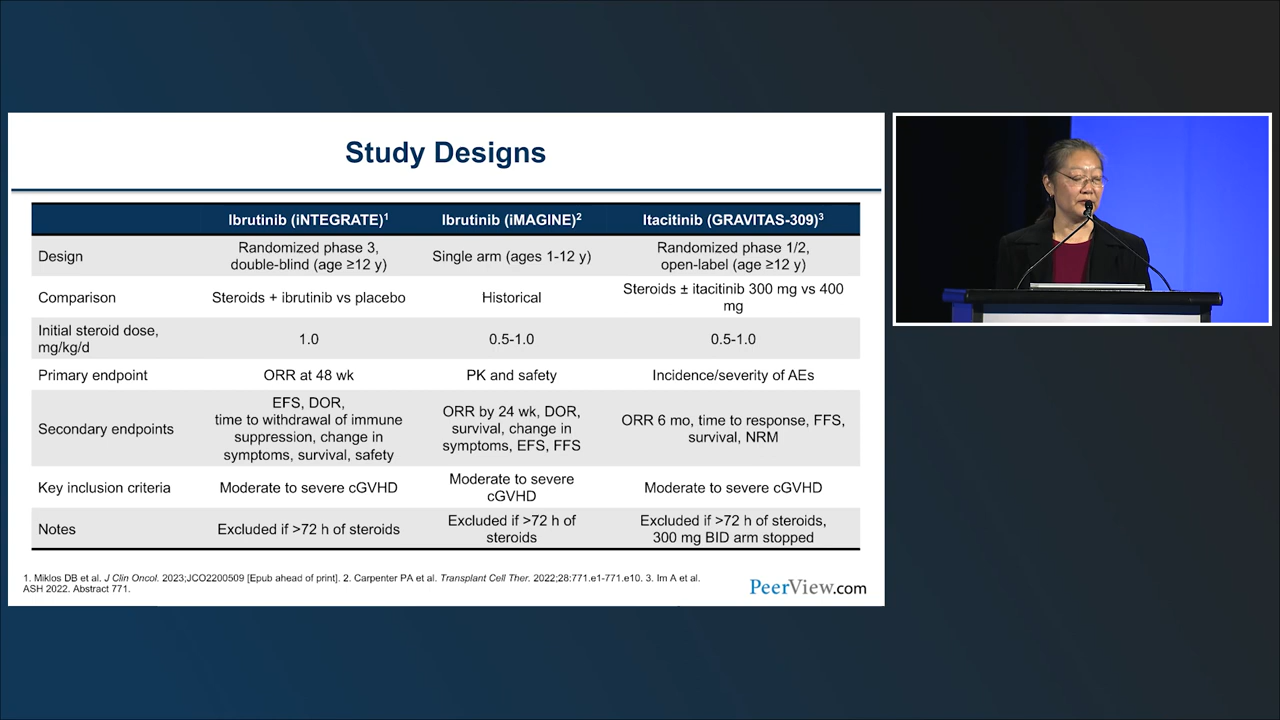 Study Designs
Ibrutinib (iNTEGRATE)1 Ibrutinib (iMAGINE)2 Itacitinib (GRAVITAS-309)3
Design
Randomized phase 3,
double-blind (age ≥12 y)
Single arm (ages 1-12 y)
Randomized phase 1/2,
open-label (age ≥12 y)
Comparison
Steroids + ibrutinib vs placebo
Historical
Steroids ± itacitinib 300 mg vs 400
mg
Initial steroid dose,
mg/kg/d
1.0
0.5-1.0
0.5-1.0
Primary endpoint
ORR at 48 wk
PK and safety
Incidence/severity of AEs
Secondary endpoints
EFS, DOR,
time to withdrawal of immune
suppression, change in
symptoms, survival, safety
ORR by 24 wk, DOR,
survival, change in
symptoms, EFS, FFS
ORR 6 mo, time to response, FFS,
survival, NRM
Key inclusion criteria
Moderate to severe cGVHD
Moderate to severe
cGVHD
Moderate to severe cGVHD
Notes
Excluded if >72 h of steroids
Excluded if >72 h of
steroids
Excluded if >72 h of steroids,
300 mg BID arm stopped
1. Miklos DB et al. J Clin Oncol. 2023;JCO2200509 [Epub ahead of print]. 2. Carpenter PA et al. Transplant Cell Ther. 2022;28:771.e1-771.e10. 3. Im A et al.
ASH 2022. Abstract 771.
PeerView.com